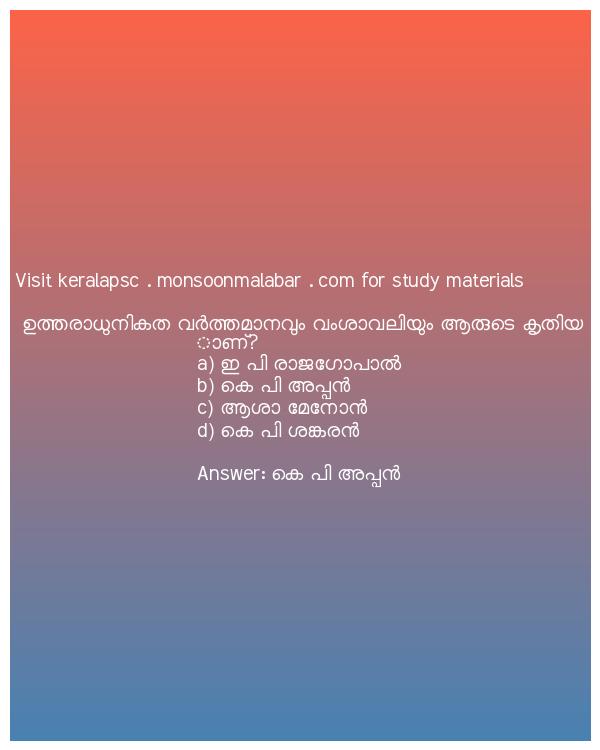 Visit keralapsc . monsoonmalabar . com for study materials
ഉത്തരാധുനികത വർത്തമാനവും വംശാവലിയും ആരുടെ കൃതിയ
ാണ്?
a) ഇ പി രാജഗോപാൽ
b) കെ പി അപ്പൻ
c) ആശാ മേനോൻ
d) കെ പി ശങ്കരൻ
Answer: കെ പി അപ്പൻ